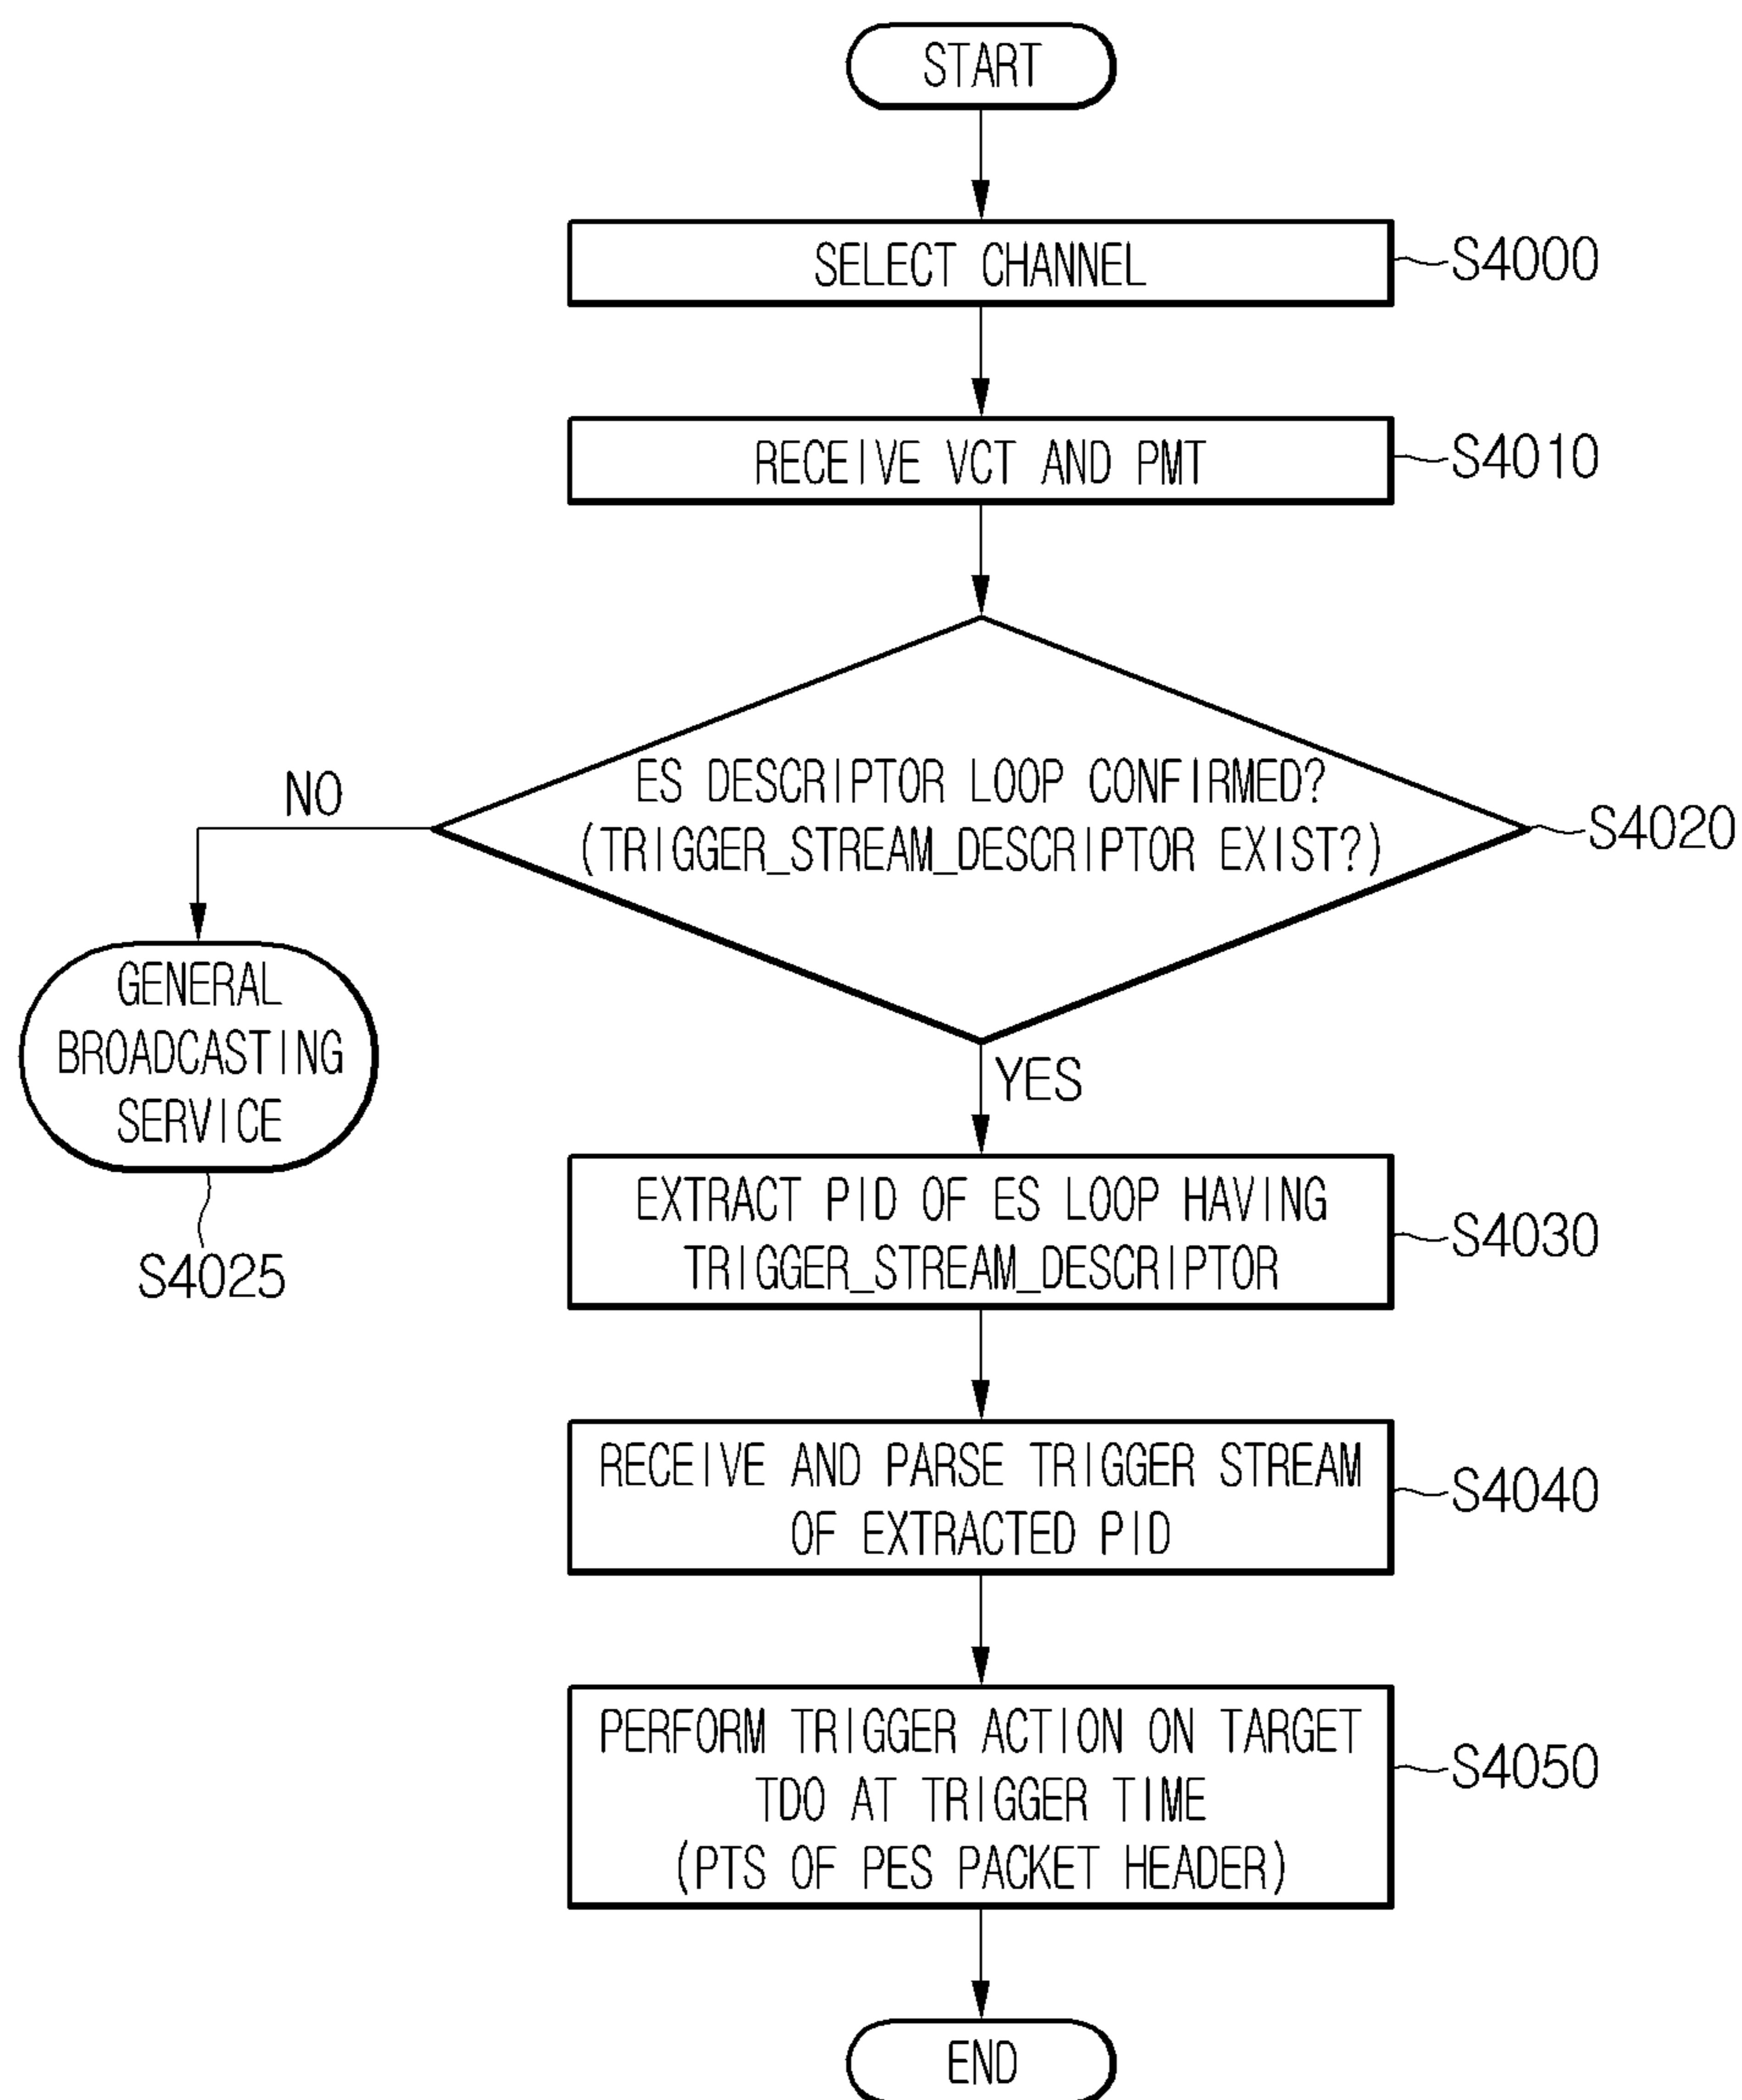 START
SELECT CHANNEL
S4000
RECEIVE VCT AND PMT
S4010
ES DESCRIPTOR LOOP CONFIRMED?
(TRIGGER_STREAM_DESCRIPTOR EXIST?)
S4020
NO
GENERAL
BROADCASTING
SERVICE
S4025
YES
EXTRACT PID OF ES LOOP HAVING
TRIGGER_STREAM_DESCRIPTOR
S4030
RECEIVE AND PARSE TRIGGER STREAM
OF EXTRACTED PID
S4040
PERFORM TRIGGER ACTION ON TARGET
TDO AT TRIGGER TIME
(PTS OF PES PACKET HEADER)
S4050
END